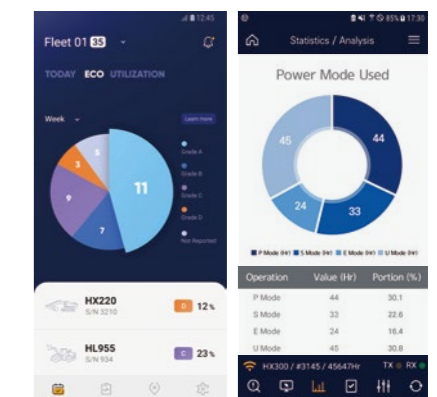 12:45
Fleet 01 35
TODAY ECO UTILIZATION
Week
Learn more
Grade A
Grade B
Grade C
Grade D
Not Reported
5
3
9
7
11
HX220
S/N 3210
D 12%
HL955
S/N 934
C 23%
85% 17:30
Statistics / Analysis
Power Mode Used
45
44
24
33
P Mode (Hr) S Mode (Hr) E Mode (Hr) U Mode (Hr)
Operation Value (Hr) Portion (%)
P Mode 44 30.1
S Mode 33 22.6
E Mode 24 16.4
U Mode 45 30.8
HX300 / #3145 / 45647Hr TX RX